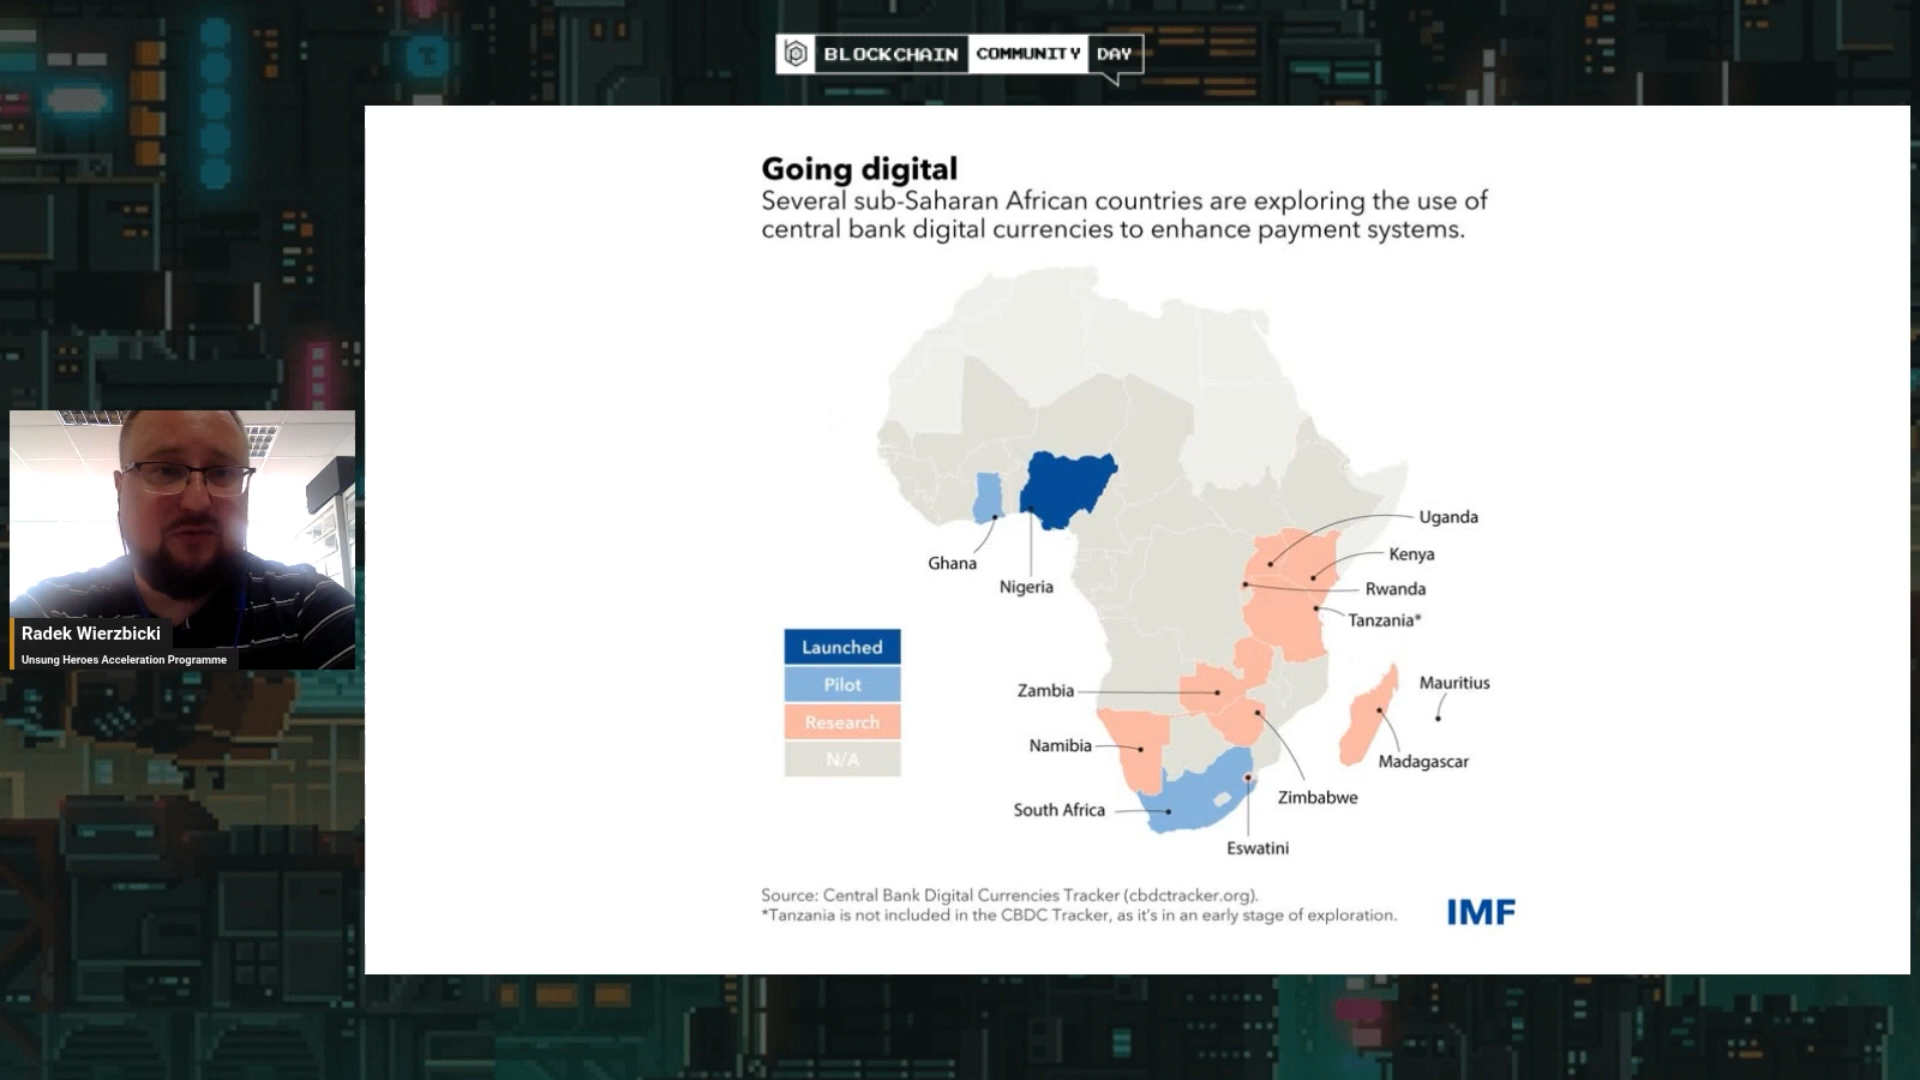 BLOCKCHAIN COMMUNITY DAY
Going digital
Several sub-Saharan African countries are exploring the use of
central bank digital currencies to enhance payment systems.
Uganda
Kenya
Ghana
Nigeria
Rwanda
Tanzania*
Launched
Pilot
Research
N/A
Zambia
Mauritius
Namibia
Madagascar
South Africa
Zimbabwe
Eswatini
Source: Central Bank Digital Currencies Tracker (cbdctracker.org).
*Tanzania is not included in the CBDC Tracker, as it's in an early stage of exploration.
IMF
Radek Wierzbicki
Unsung Heroes Acceleration Programme